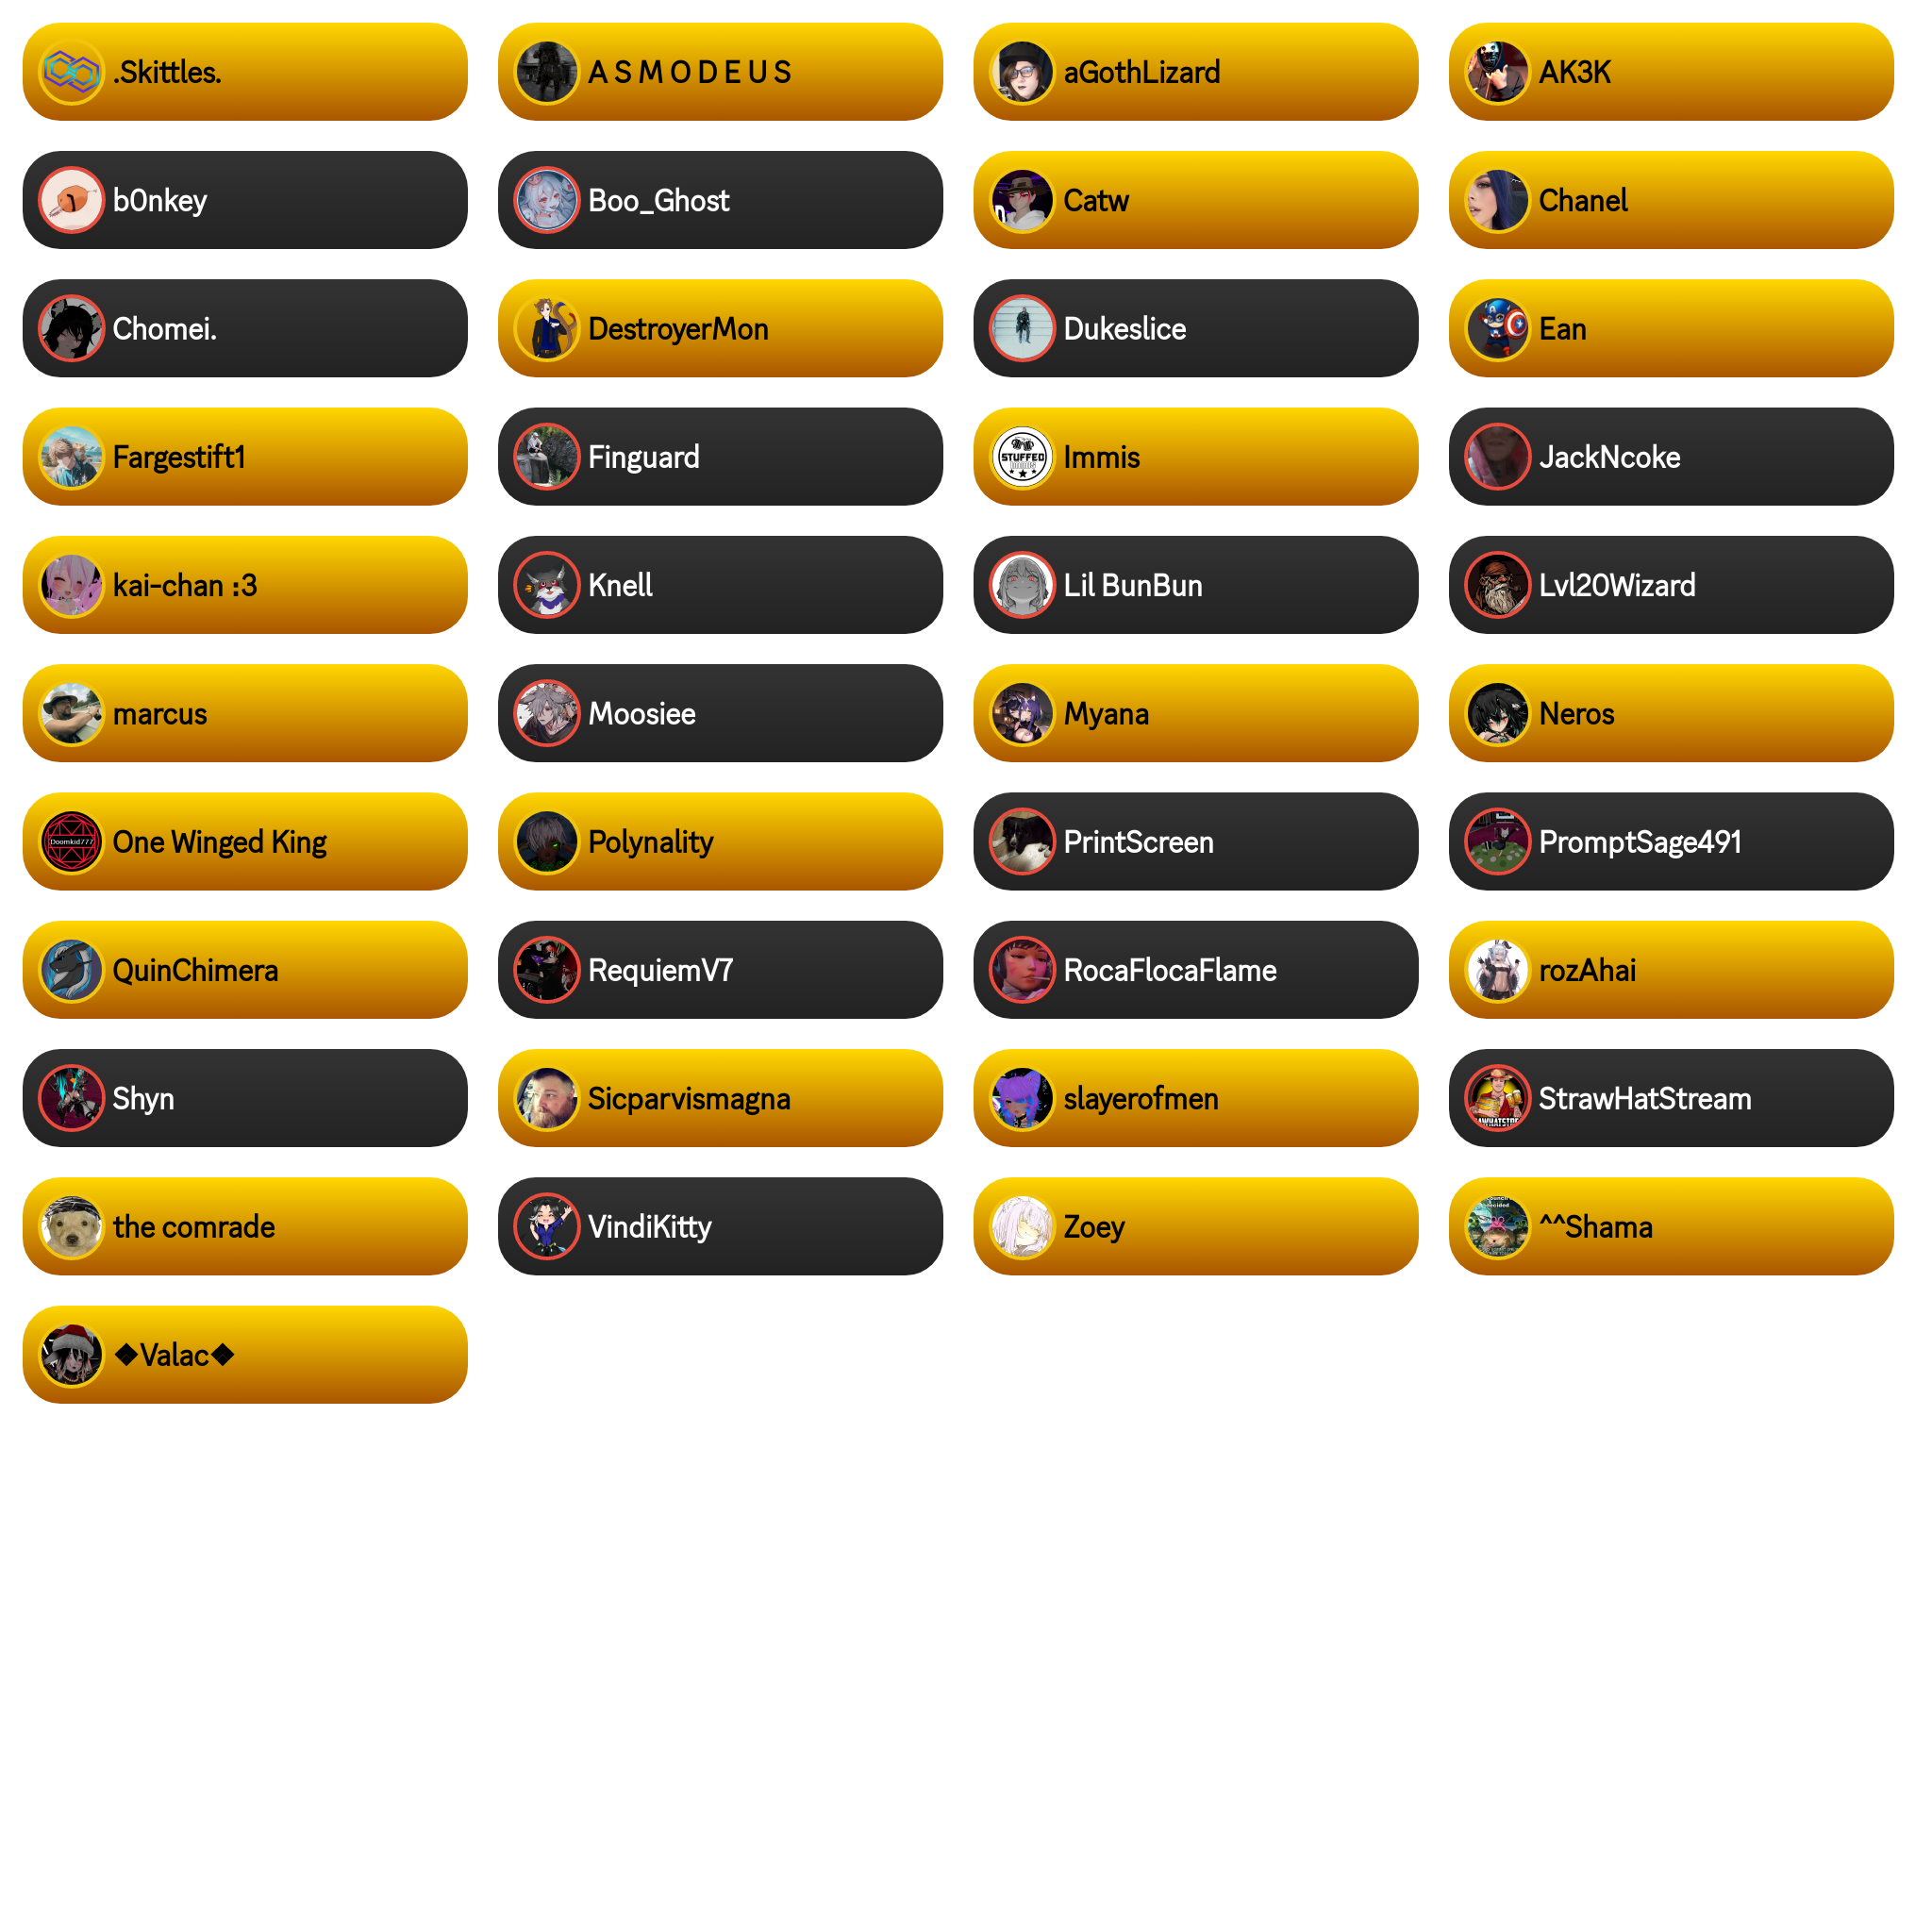 .Skittles.
A S M O D E U S
aGothLizard
AK3K
b0nkey
Boo_Ghost
Catw
Chanel
Chomei.
DestroyerMon
Dukeslice
Ean
Fargestift1
Finguard
STUFFED
Immis
JackNcoke
kai-chan :3
Knell
Lil BunBun
Lvl20Wizard
marcus
Moosiee
Myana
Neros
Doomkid777
One Winged King
Polynality
PrintScreen
PromptSage491
QuinChimera
RequiemV7
RocaFlocaFlame
rozAhai
Shyn
Sicparvismagna
slayerofmen
StrawHatStream
the comrade
VindiKitty
Zoey
^^Shama
◆Valac◆